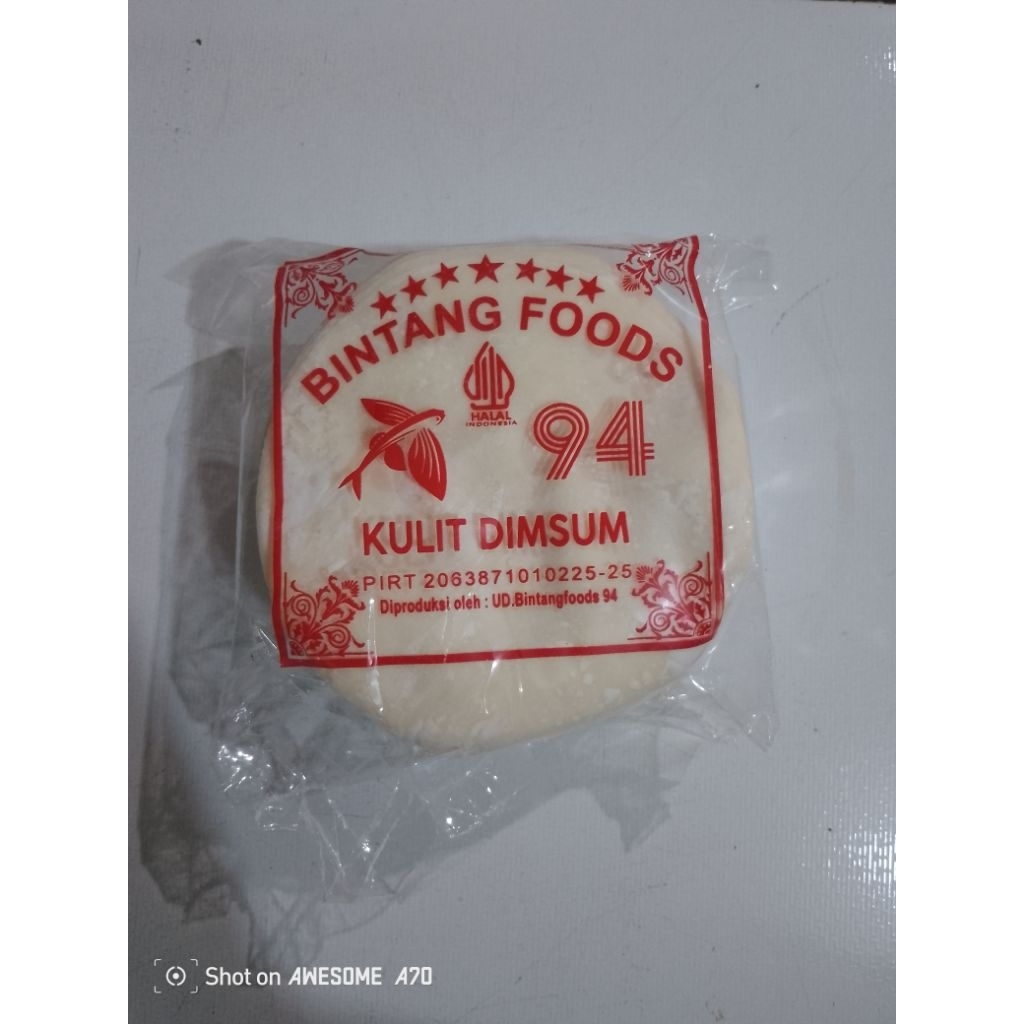 BINTANG FOODS
HALAL
INDONESIA
94
KULIT DIMSUM
PIRT 2063871010225-25
Diproduksi oleh : UD.Bintangfoods 94
Shot on AWESOME A70